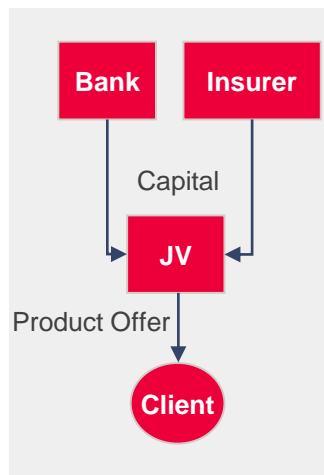 Bank
Insurer
Capital
JV
Product Offer
Client